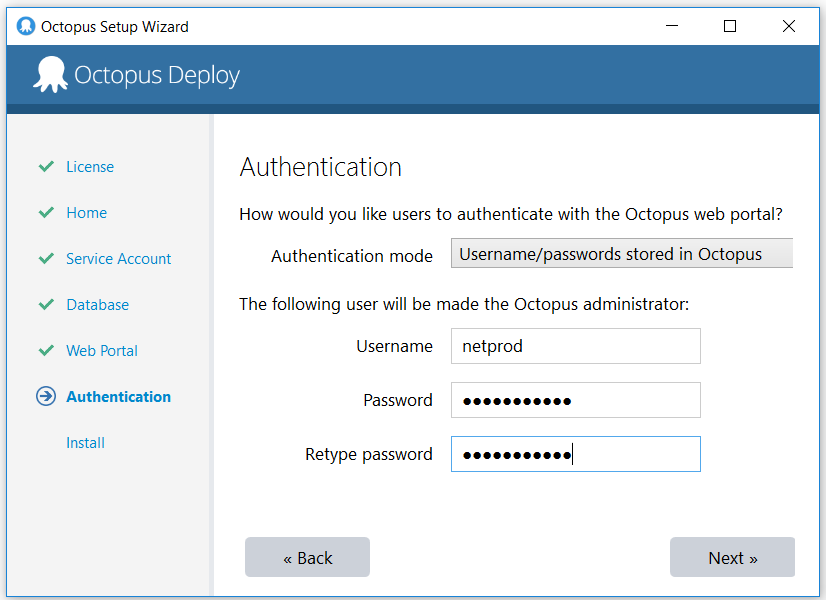 Octopus Setup Wizard
Octopus Deploy
License
Home
Service Account
Database
Web Portal
Authentication
Install
Authentication
How would you like users to authenticate with the Octopus web portal?
Authentication mode Username/passwords stored in Octopus
The following user will be made the Octopus administrator:
Username netprod
Password ●●●●●●●●●●●
Retype password ●●●●●●●●●●●
« Back Next »